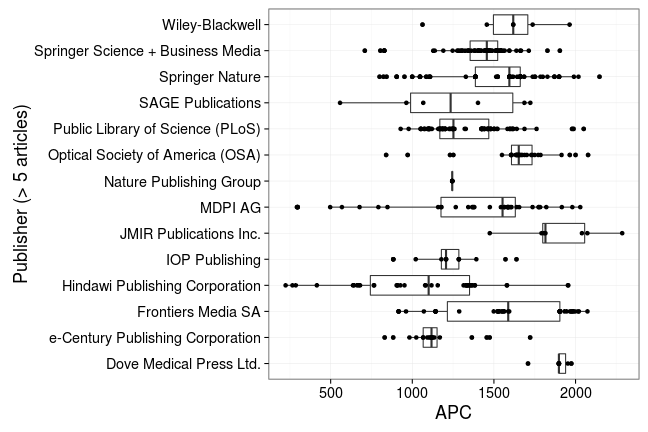 Publisher (> 5 articles)
Wiley-Blackwell
Springer Science + Business Media
Springer Nature
SAGE Publications
Public Library of Science (PLoS)
Optical Society of America (OSA)
Nature Publishing Group
MDPI AG
JMIR Publications Inc.
IOP Publishing
Hindawi Publishing Corporation
Frontiers Media SA
e-Century Publishing Corporation
Dove Medical Press Ltd.
500 1000 1500 2000
APC